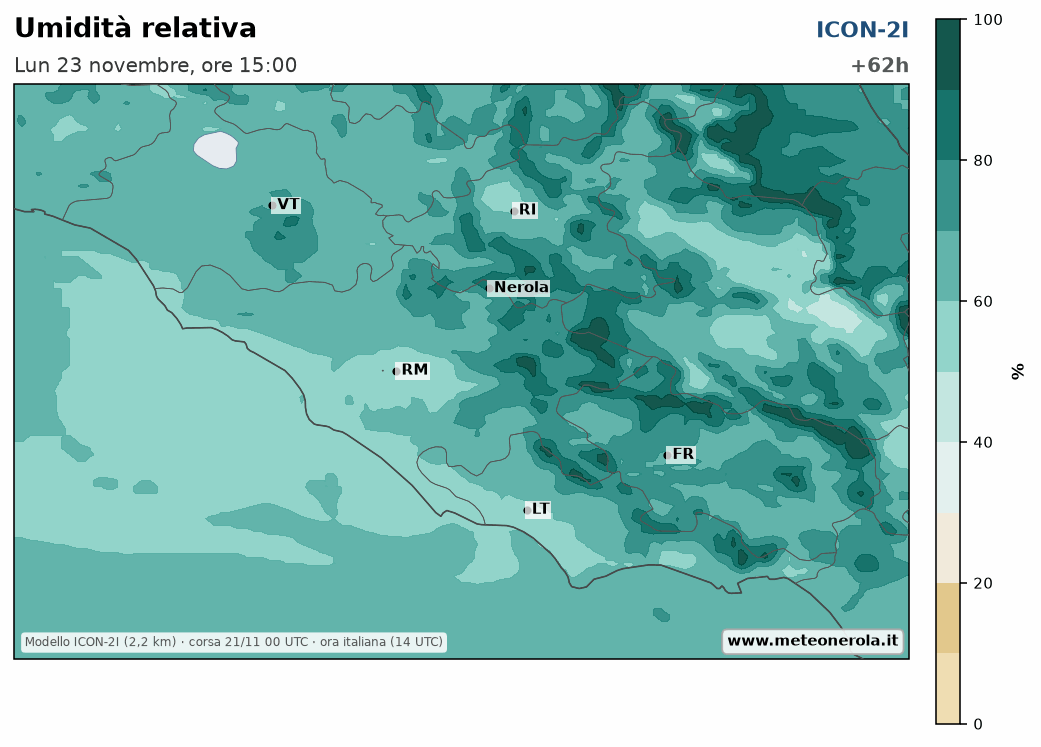 Umidità relativa
ICON-2I
Lun 23 novembre, ore 15:00
+62h
100
80
60
40
20
0
%
VT
RI
Nerola
RM
FR
LT
Modello ICON-2I (2,2 km) · corsa 21/11 00 UTC · ora italiana (14 UTC)
www.meteonerola.it